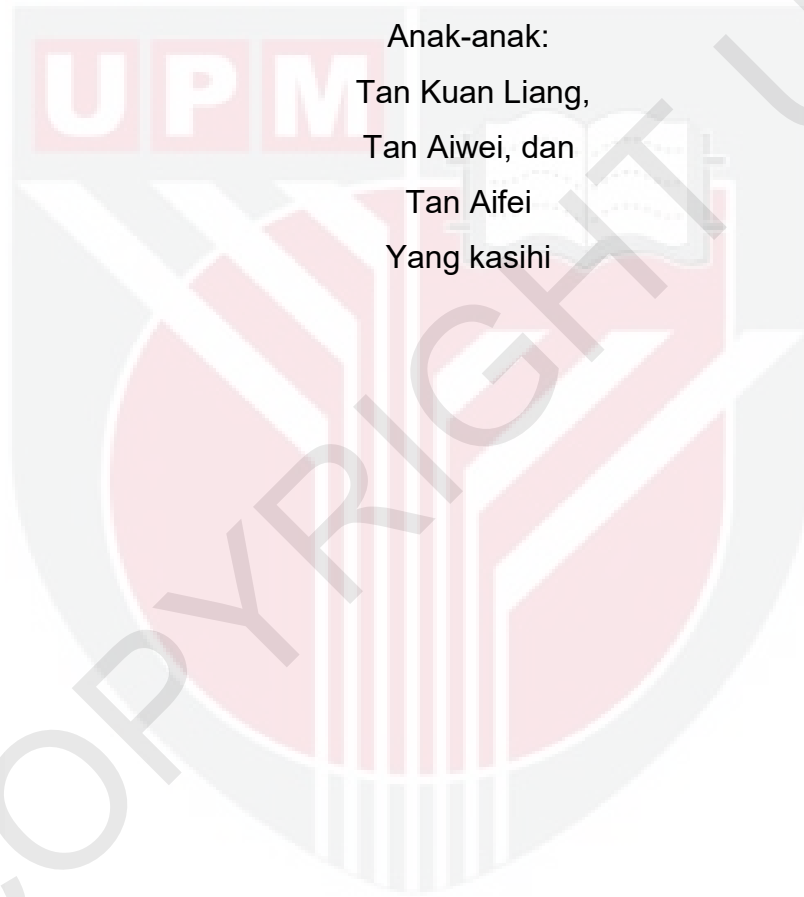 UPM
Anak-anak:
Tan Kuan Liang,
Tan Aiwei, dan
Tan Aifei
Yang kasihi
COPYRIGHT U